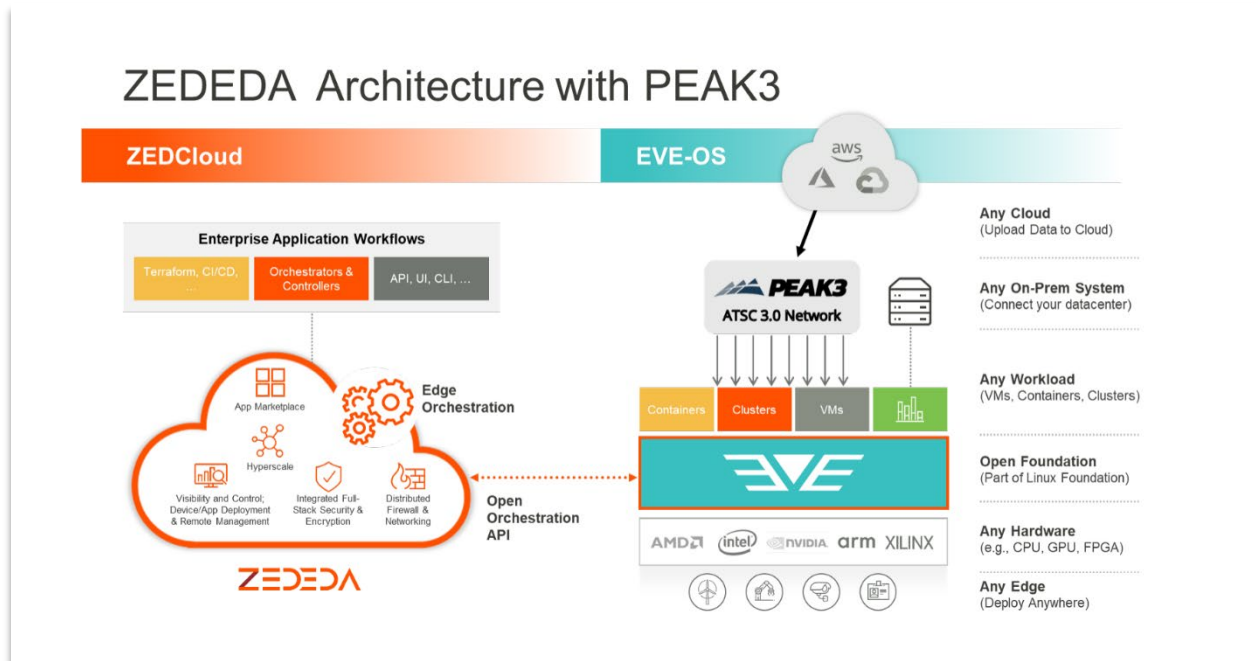 ZEDEDA Architecture with PEAK3
ZEDCloud
EVE-OS
aws
Enterprise Application Workflows
Terraform, CI/CD,
...
Orchestrators &
Controllers
API, UI, CLI, ...
App Marketplace
Hyperscale
Visibility and Control;
Device/App Deployment
& Remote Management
Integrated Full-
Stack Security &
Encryption
Distributed
Firewall &
Networking
Edge
Orchestration
ZEDEDA
Open
Orchestration
API
PEAK3
ATSC 3.0 Network
Containers
Clusters
VMs
EVE
AMD
intel
NVIDIA
arm
XILINX
Any Cloud
(Upload Data to Cloud)
Any On-Prem System
(Connect your datacenter)
Any Workload
(VMs, Containers, Clusters)
Open Foundation
(Part of Linux Foundation)
Any Hardware
(e.g., CPU, GPU, FPGA)
Any Edge
(Deploy Anywhere)